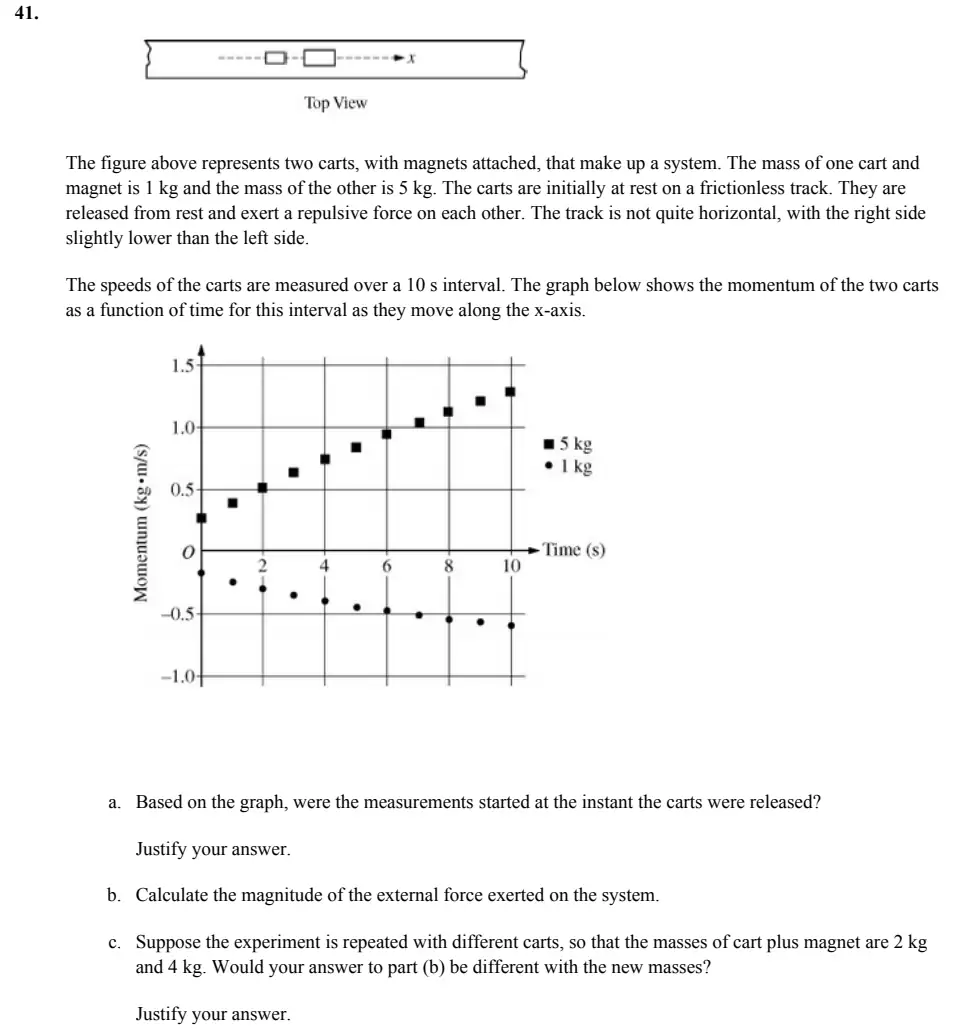 41.
x
Top View
The figure above represents two carts, with magnets attached, that make up a system. The mass of one cart and
magnet is 1 kg and the mass of the other is 5 kg. The carts are initially at rest on a frictionless track. They are
released from rest and exert a repulsive force on each other. The track is not quite horizontal, with the right side
slightly lower than the left side.
The speeds of the carts are measured over a 10 s interval. The graph below shows the momentum of the two carts
as a function of time for this interval as they move along the x-axis.
1.5
1.0
0.5
O
−0.5
−1.0
Momentum (kg•m/s)
2 4 6 8 10
Time (s)
5 kg
1 kg
a. Based on the graph, were the measurements started at the instant the carts were released?
Justify your answer.
b. Calculate the magnitude of the external force exerted on the system.
c. Suppose the experiment is repeated with different carts, so that the masses of cart plus magnet are 2 kg
and 4 kg. Would your answer to part (b) be different with the new masses?
Justify your answer.